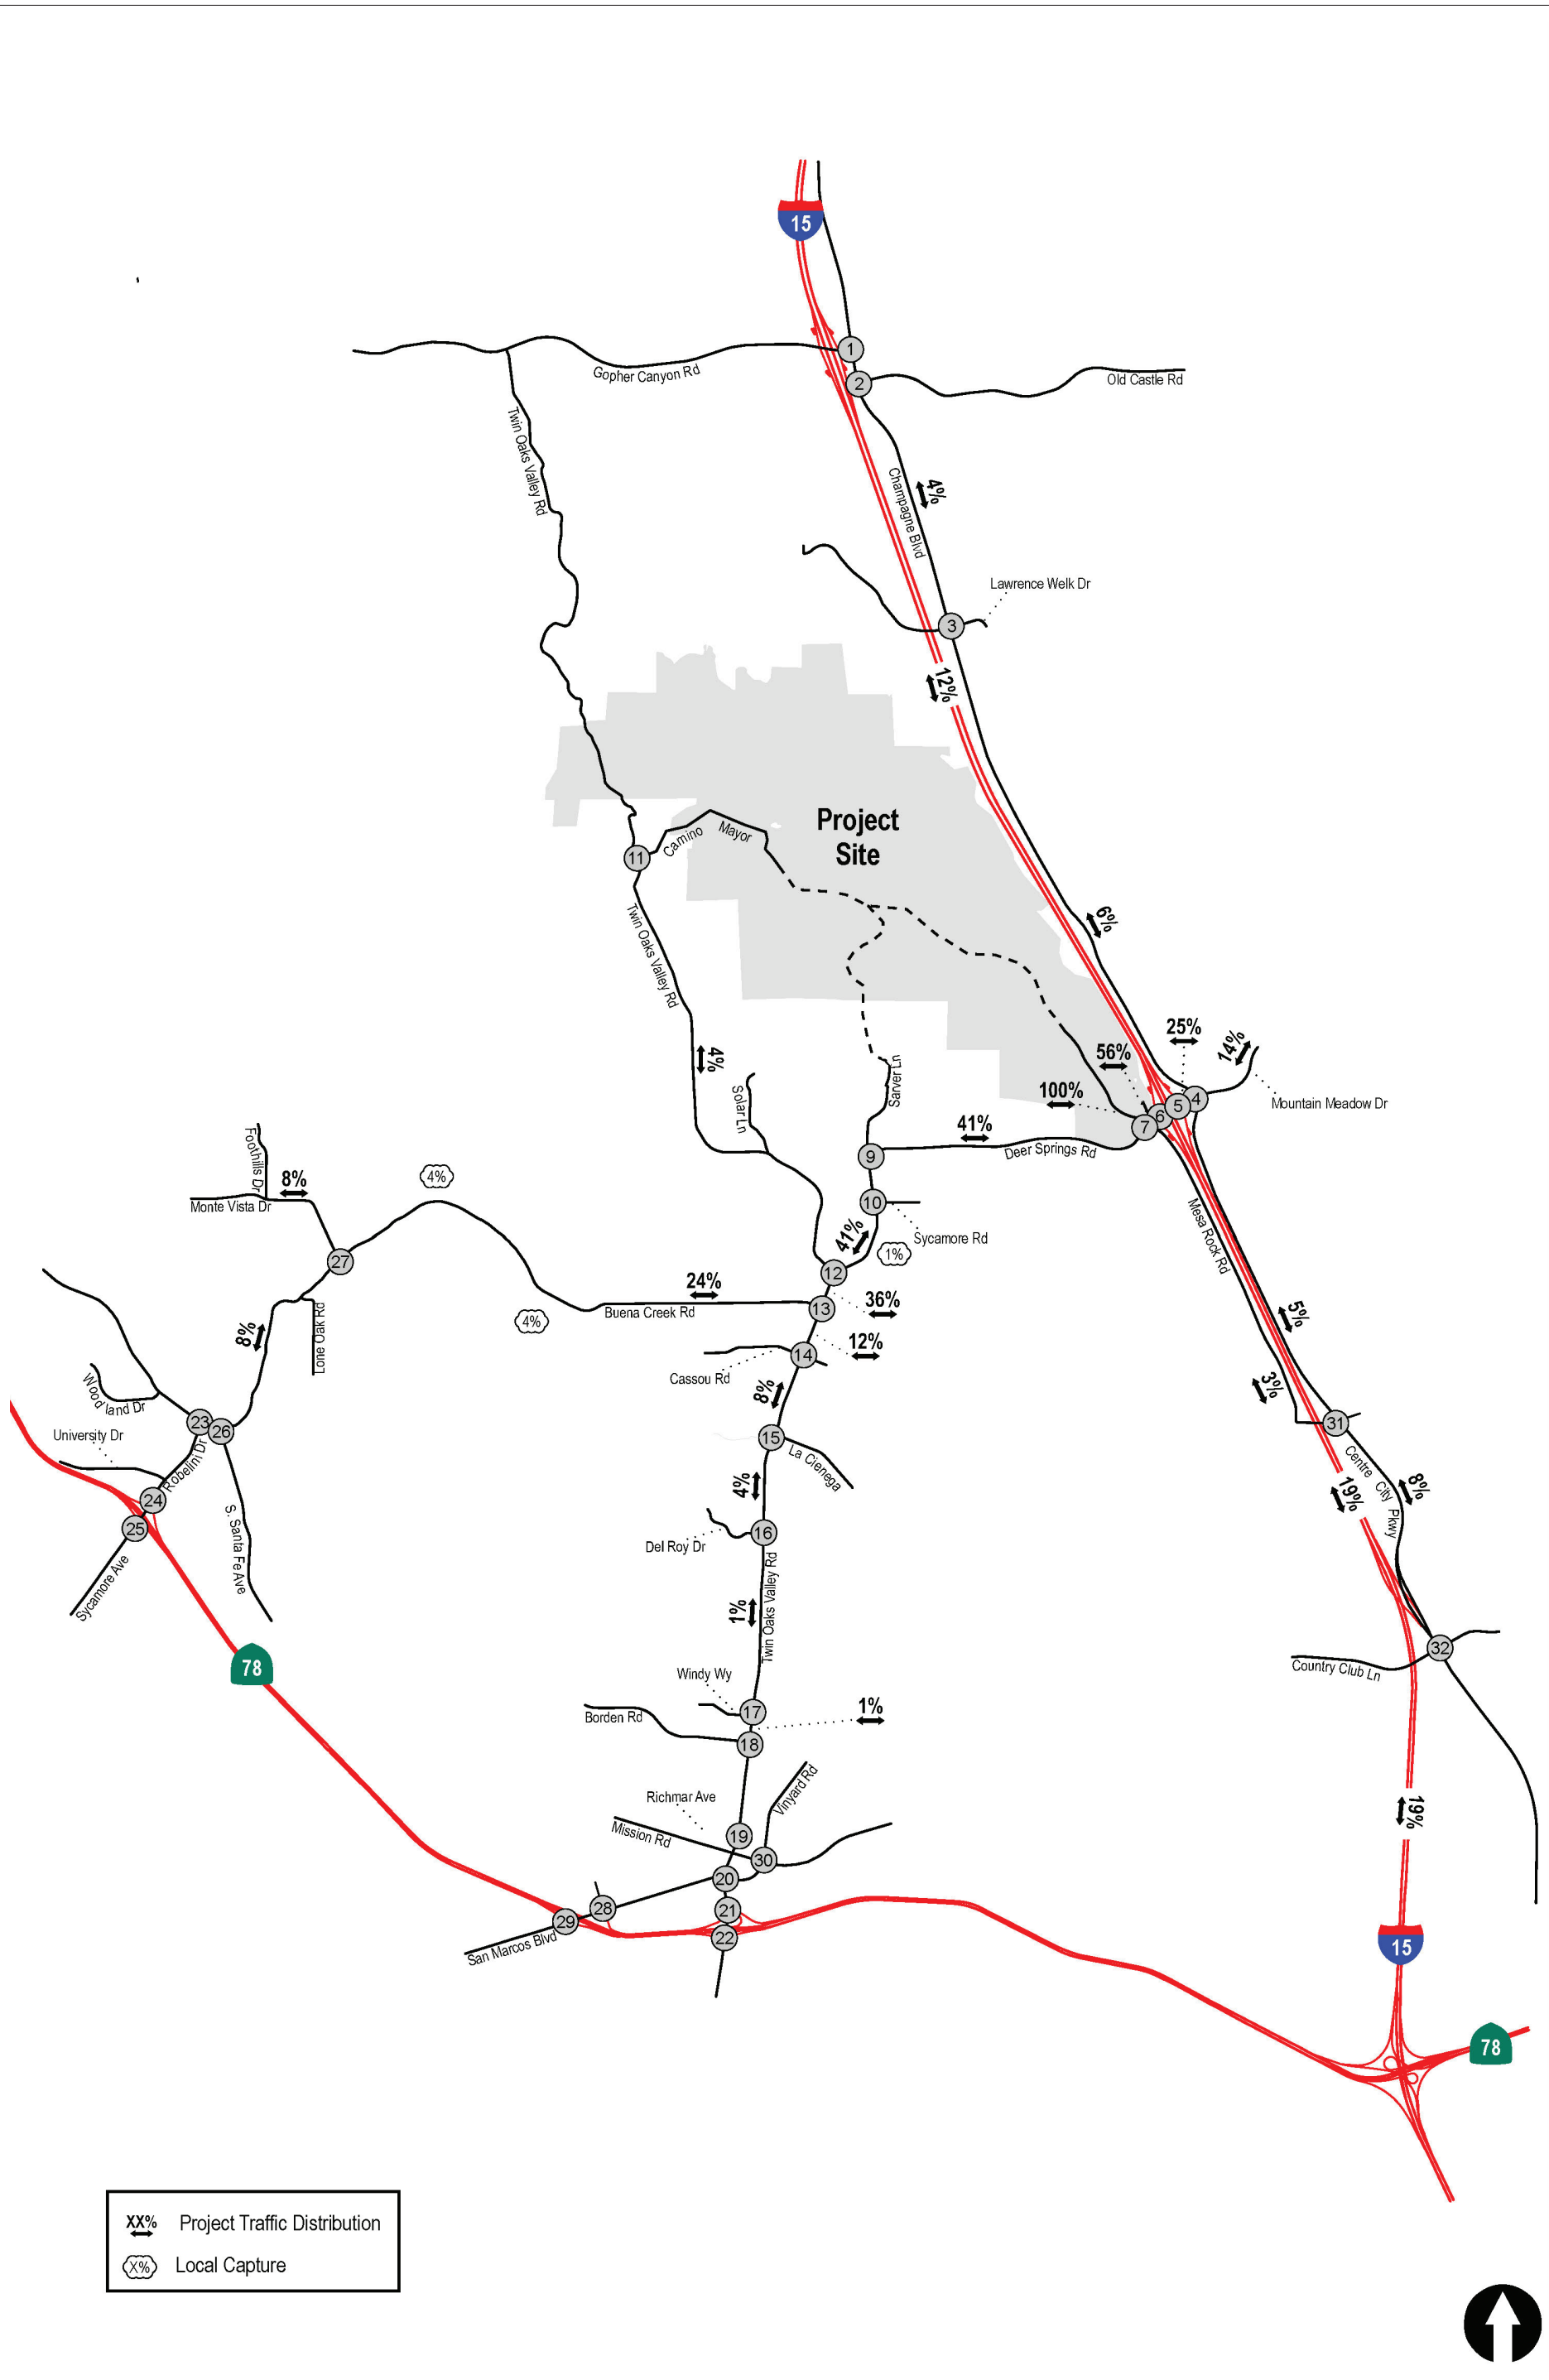 15
1
Gopher Canyon Rd
2
Old Castle Rd
Twin Oaks Valley Rd
4%
Champagne Blvd
Lawrence Welk Dr
3
12%
Project
Site
Camino Mayor
11
Twin Oaks Valley Rd
6%
25%
14%
56%
4%
Sarver Ln
Solar Ln
100%
Mountain Meadow Dr
4
5
6
7
41%
Deer Springs Rd
9
Foothills Dr
8%
4%
Monte Vista Dr
10
Sycamore Rd
41%
1%
Mesa Rock Rd
27
12
24%
36%
Buena Creek Rd
13
4%
Lone Oak Rd
8%
5%
12%
14
Cassou Rd
8%
3%
Woodland Dr
23
26
31
University Dr
Robelini Dr
15
La Cienega
Centre City Pkwy
4%
19%
8%
24
25
S. Santa Fe Ave
16
Del Roy Dr
Sycamore Ave
1%
Twin Oaks Valley Rd
78
32
Country Club Ln
Windy Wy
17
1%
Borden Rd
18
Richmar Ave
Vinyard Rd
19%
Mission Rd
19
30
20
28
29
21
San Marcos Blvd
22
15
78
XX% Project Traffic Distribution
X% Local Capture